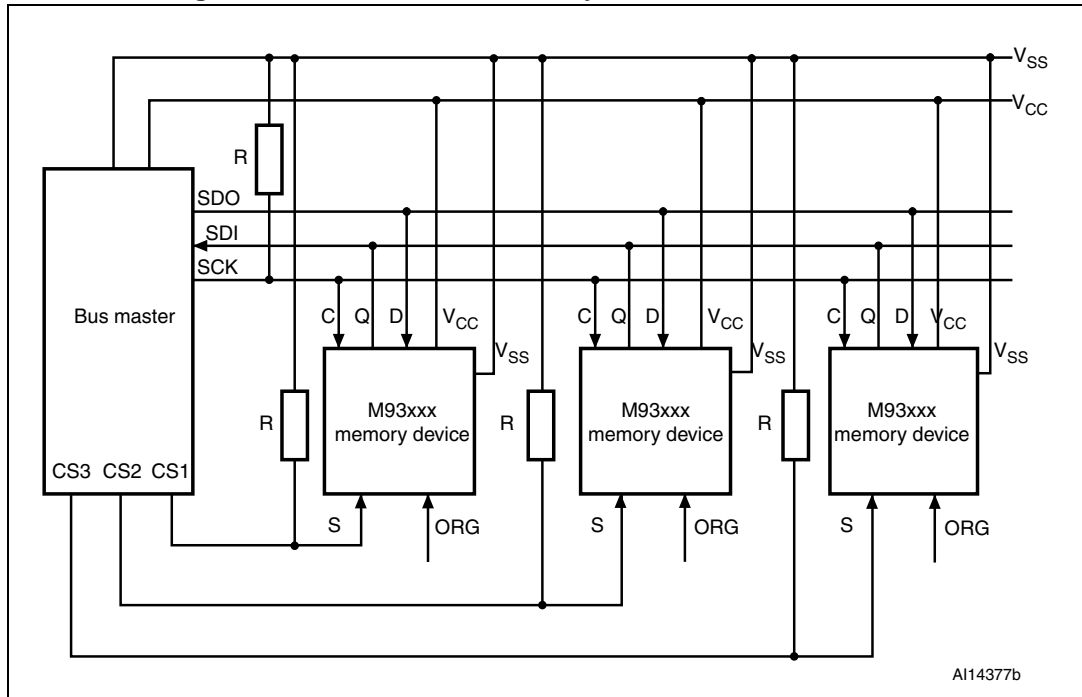 VSS
VCC
R
SDO
SDI
SCK
Bus master
C Q D VCC
C Q D VCC
C Q D VCC
VSS
VSS
VSS
R
M93xxx
memory device
R
M93xxx
memory device
R
M93xxx
memory device
CS3 CS2 CS1
S
ORG
S
ORG
S
ORG
AI14377b